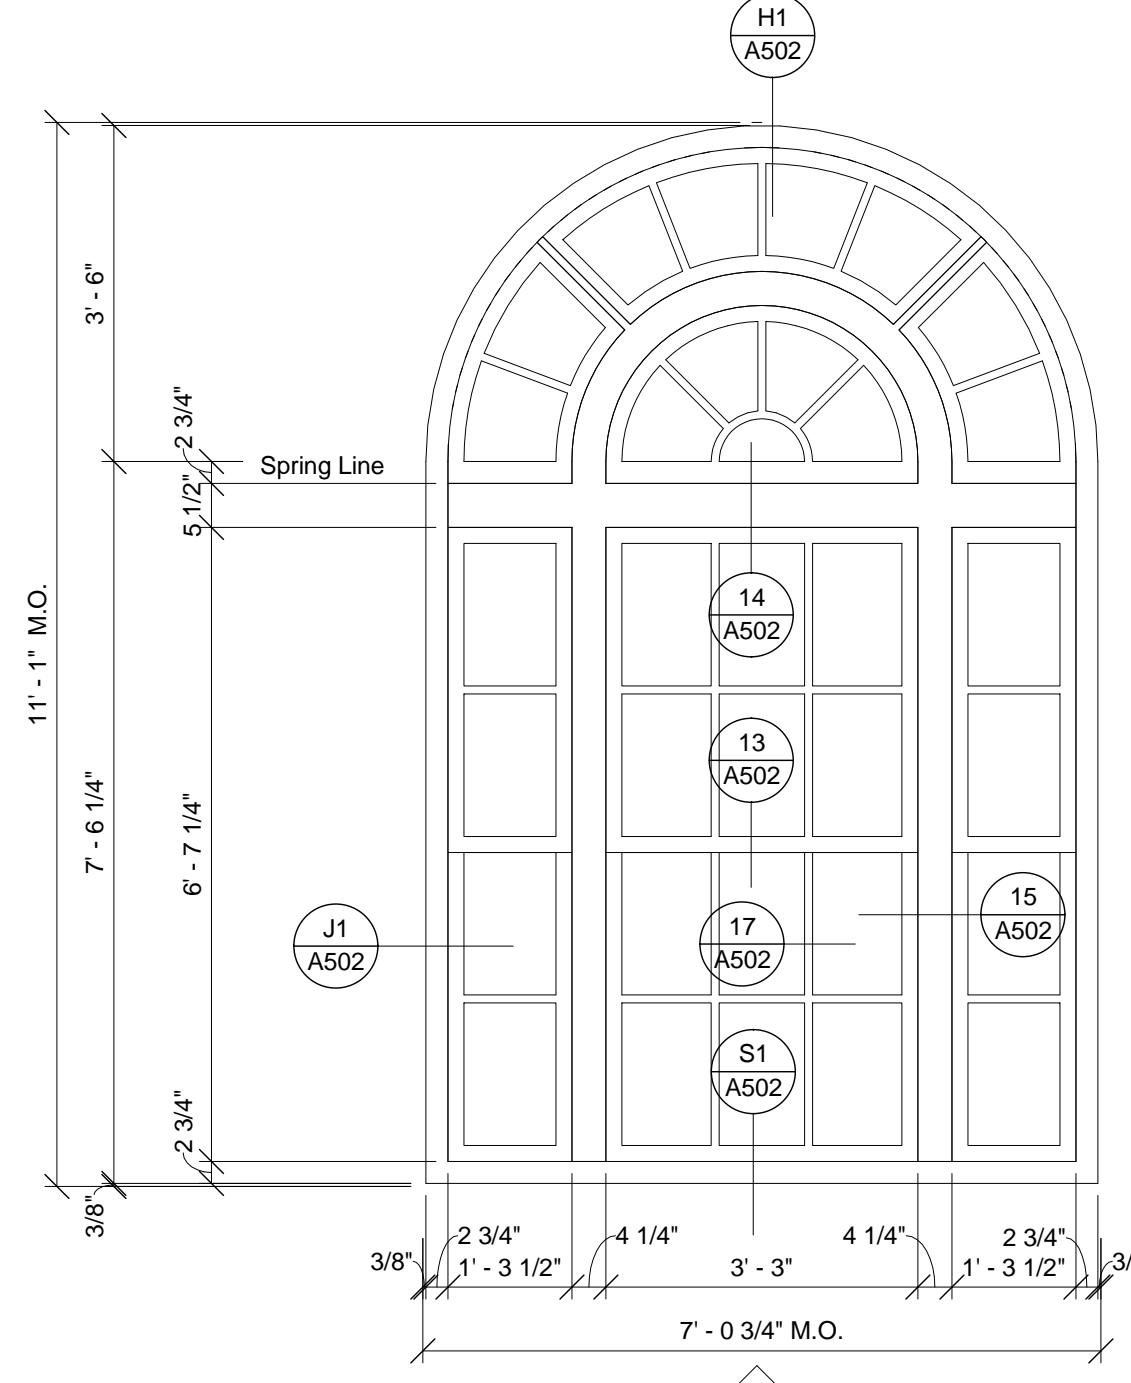 H1
A502
3' - 6"
2 3/4"
Spring Line
5 1/2"
11' - 1" M.O.
14
A502
13
A502
7' - 6 1/4"
6' - 7 1/4"
15
A502
J1
A502
17
A502
S1
A502
2 3/4"
3/8"
3/8"
2 3/4"
1' - 3 1/2"
4 1/4"
3' - 3"
4 1/4"
2 3/4"
1' - 3 1/2"
3/
7' - 0 3/4" M.O.